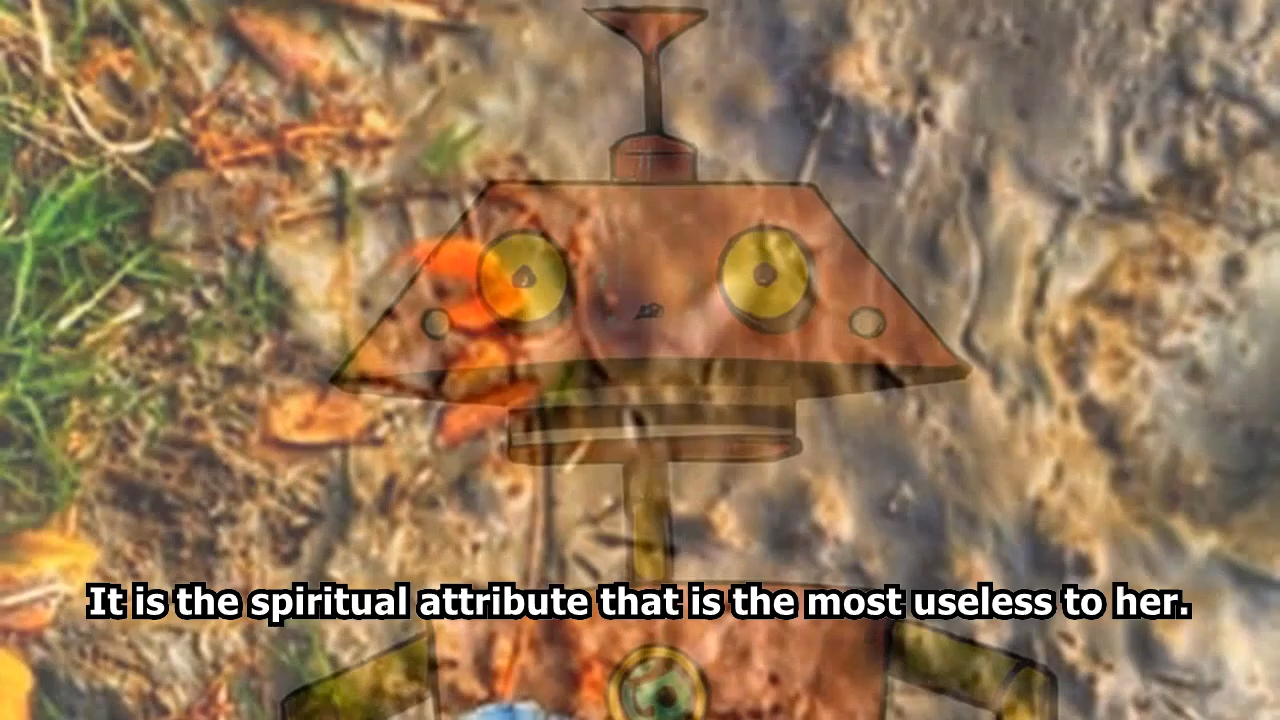 It is the spiritual attribute that is the most useless to her.